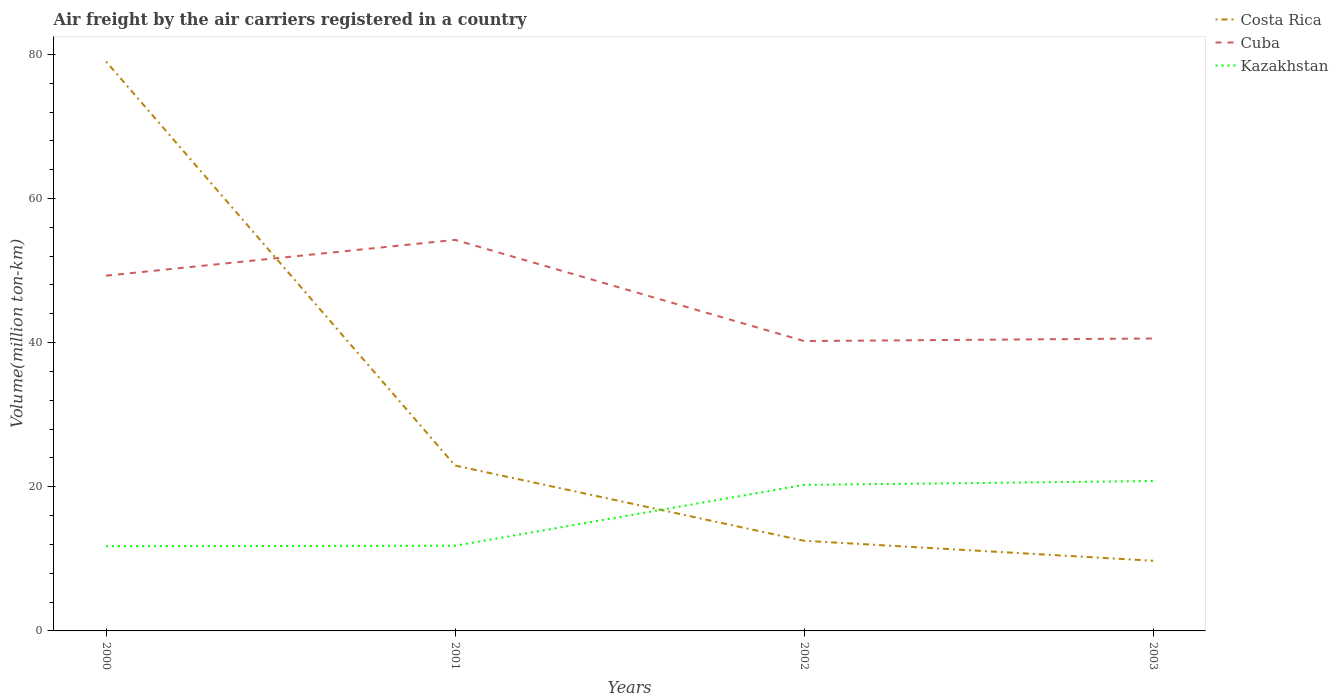 Air freight by the air carriers registered in a country
Costa Rica
Cuba
Kazakhstan
Volume(million ton-km)
80
60
40
20
0
2000
2001
2002
2003
Years